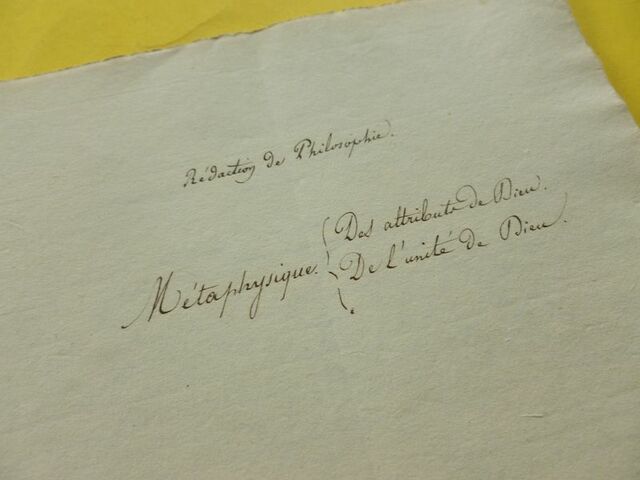 Rédaction de Philosophie.
Des attributs de Dieu.
Métaphysique.
De l'unité de Dieu.